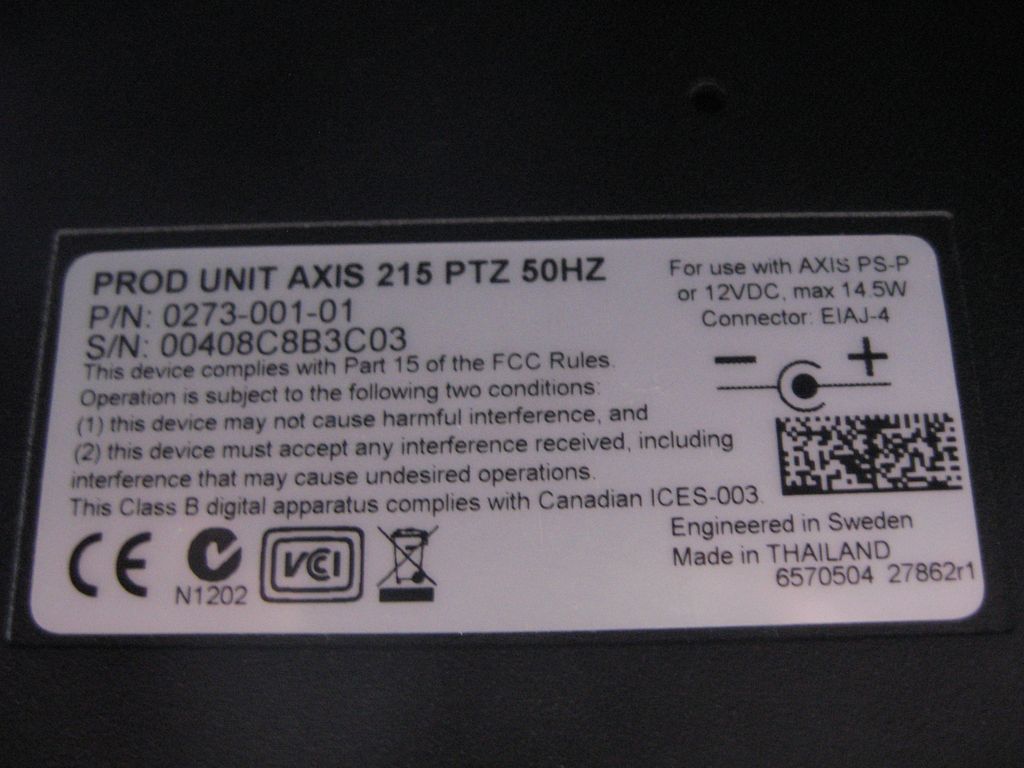 PROD UNIT AXIS 215 PTZ 50HZ
P/N: 0273-001-01
S/N: 00408C8B3C03
This device complies with Part 15 of the FCC Rules.
Operation is subject to the following two conditions:
(1) this device may not cause harmful interference, and
(2) this device must accept any interference received, including
interference that may cause undesired operations.
This Class B digital apparatus complies with Canadian ICES-003.
For use with AXIS PS-P
or 12VDC, max 14.5W
Connector: EIAJ-4
− +
CE
N1202
VCCI
Engineered in Sweden
Made in THAILAND
6570504 27862r1